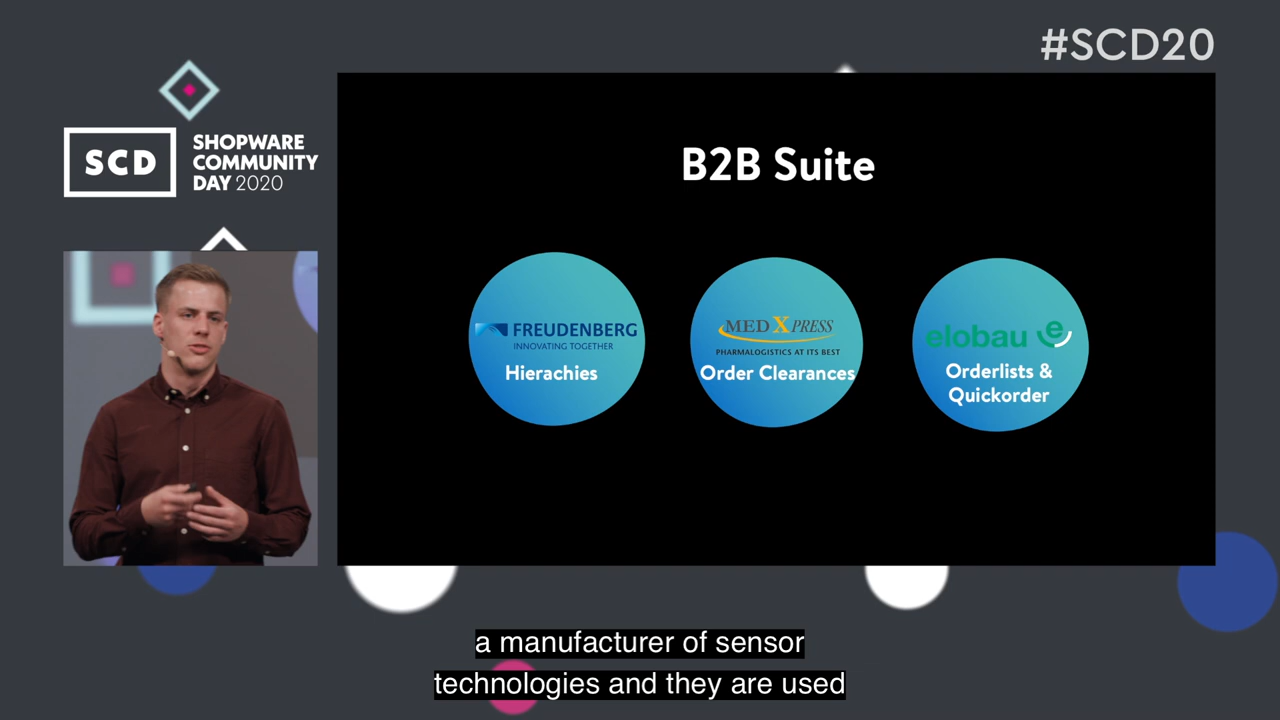 #SCD20
SCD
SHOPWARE
COMMUNITY
DAY 2020
B2B Suite
FREUDENBERG
INNOVATING TOGETHER
Hierachies
MEDXPRESS
PHARMALOGISTICS AT ITS BEST
Order Clearances
elobau e
Orderlists &
Quickorder
a manufacturer of sensor
technologies and they are used